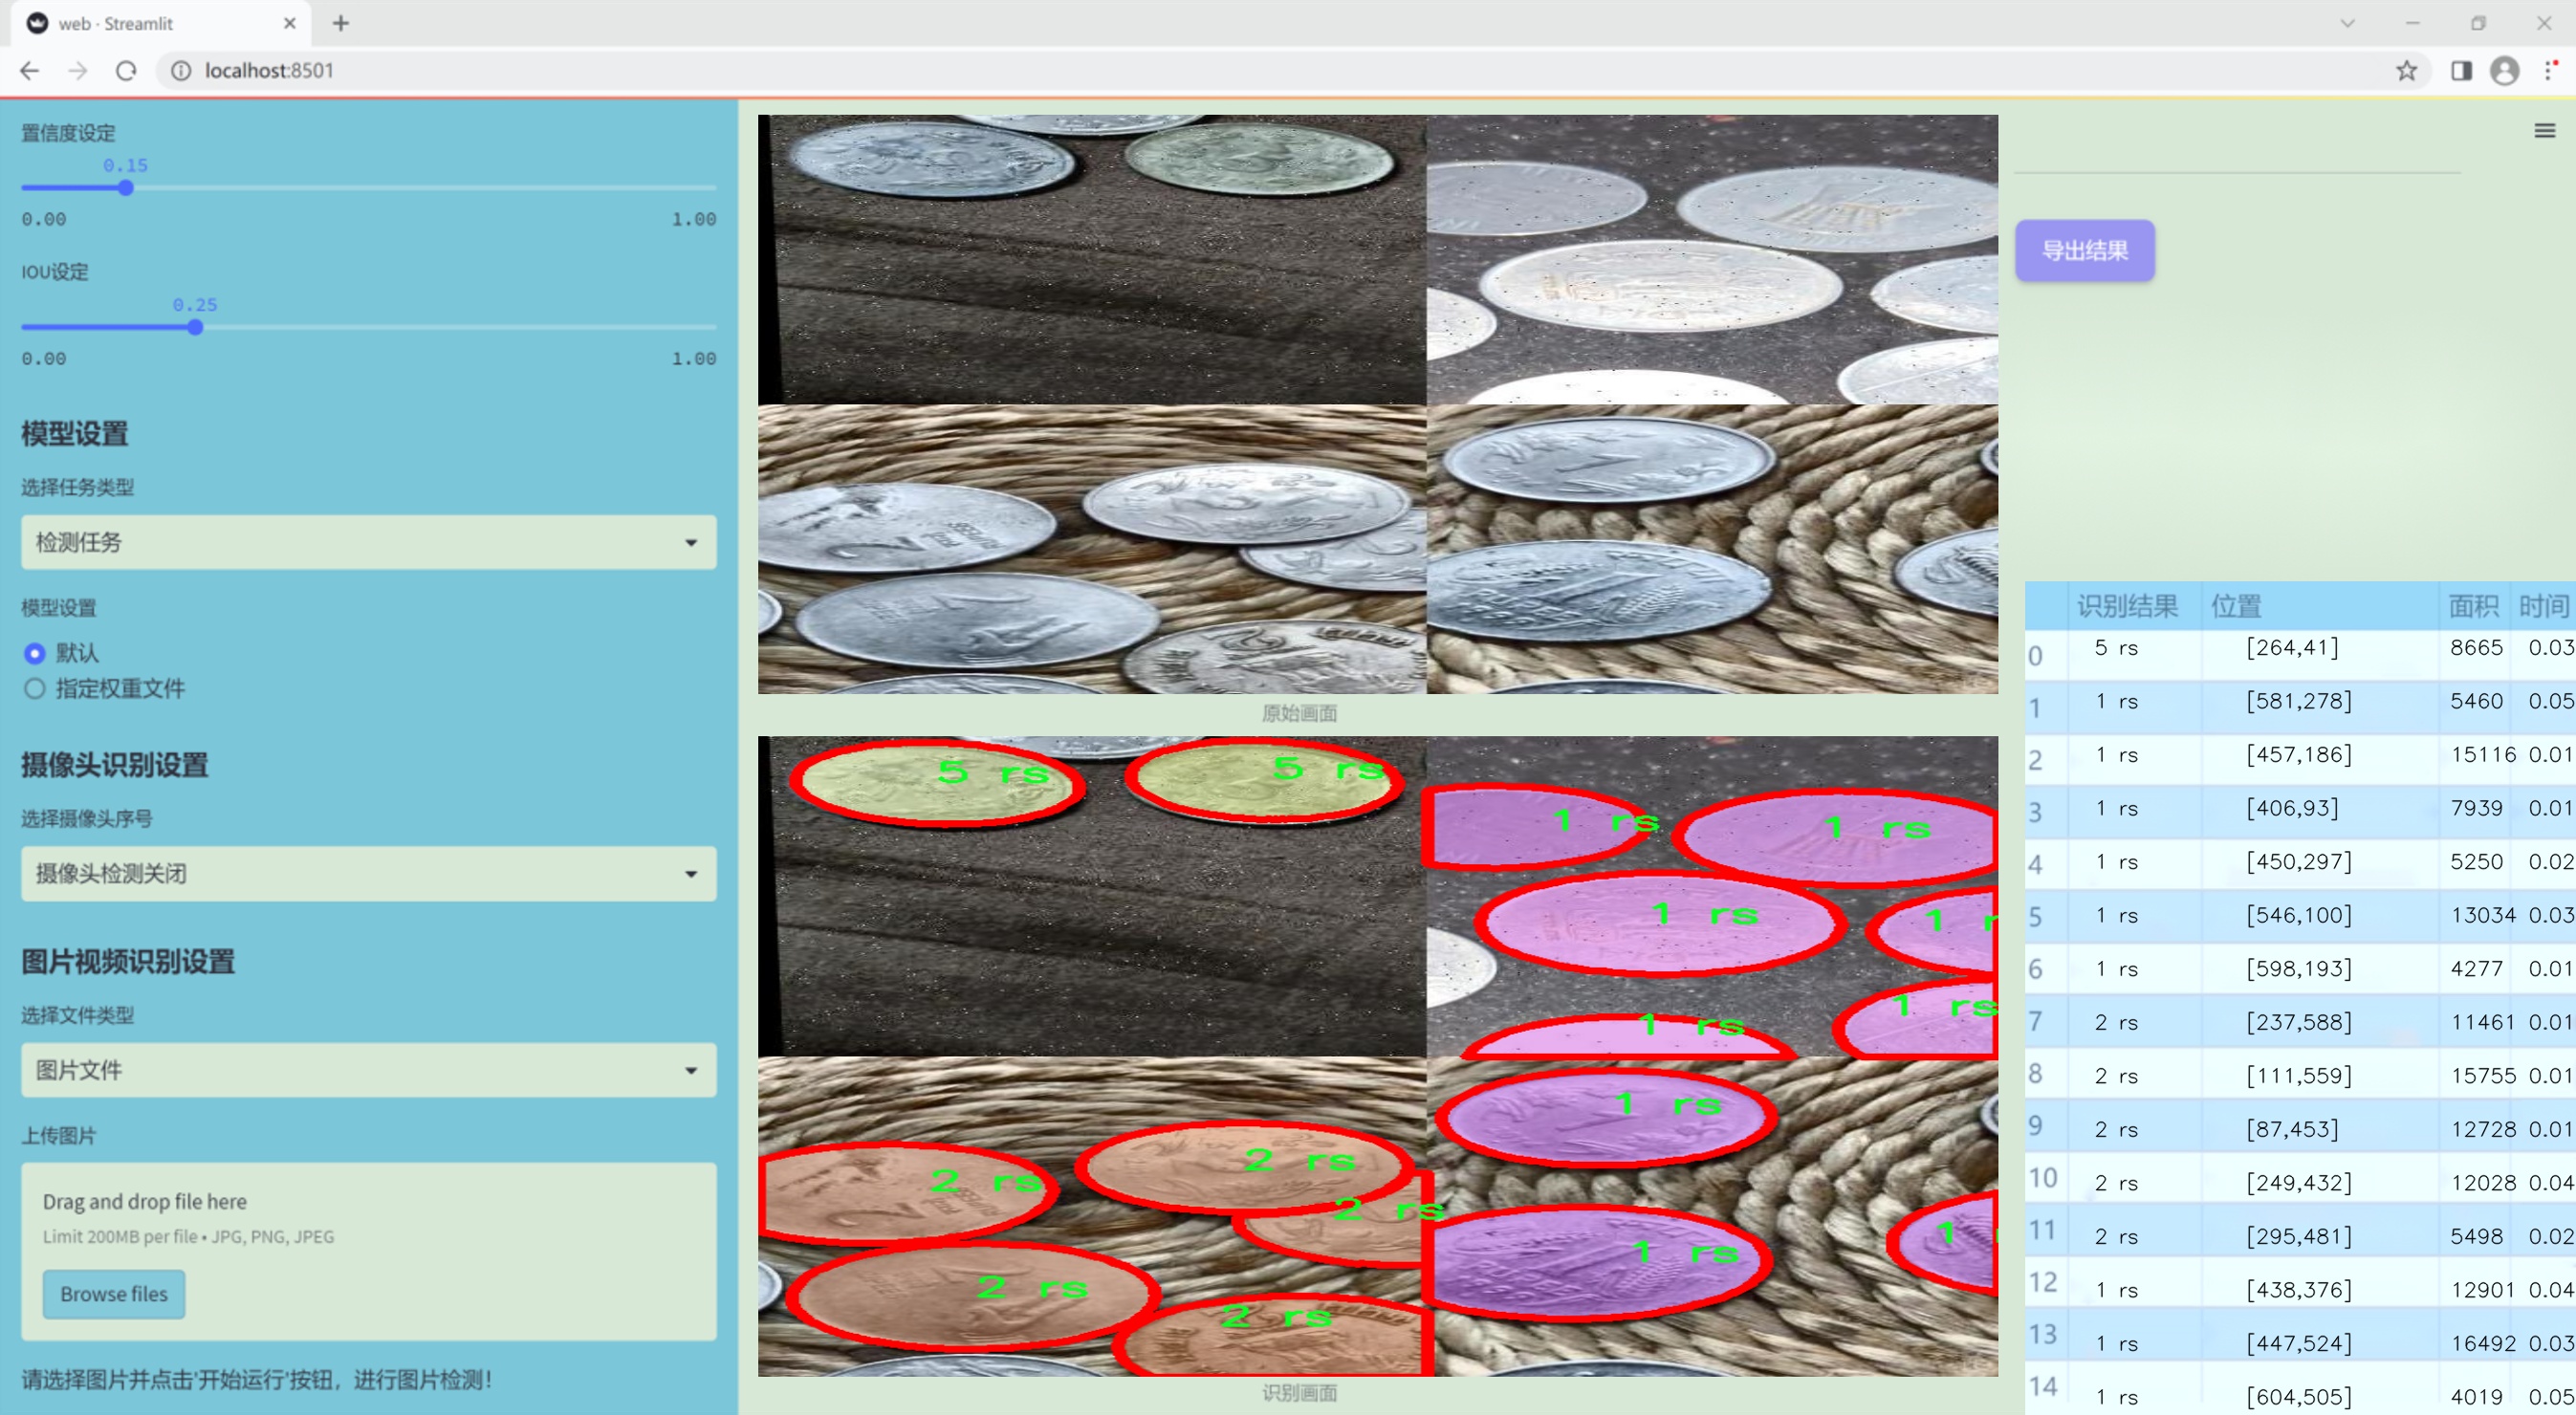 web · Streamlit
localhost:8501
置信度设定
0.15
0.00 1.00
IOU设定
0.25
0.00 1.00
模型设置
选择任务类型
检测任务
模型设置
默认
指定权重文件
摄像头识别设置
选择摄像头序号
摄像头检测关闭
图片视频识别设置
选择文件类型
图片文件
上传图片
Drag and drop file here
Limit 200MB per file • JPG, PNG, JPEG
Browse files
请选择图片并点击'开始运行'按钮，进行图片检测!
原始画面
5 rs 5 rs
1 rs 1 rs
1 rs 1 r
1 rs 1 rs
1 rs
2 rs 2 rs
2 rs
1 rs 1
2 rs
2 rs
识别画面
导出结果
识别结果 位置 面积 时间
0 5 rs [264,41] 8665 0.03
1 1 rs [581,278] 5460 0.05
2 1 rs [457,186] 15116 0.01
3 1 rs [406,93] 7939 0.01
4 1 rs [450,297] 5250 0.02
5 1 rs [546,100] 13034 0.03
6 1 rs [598,193] 4277 0.01
7 2 rs [237,588] 11461 0.01
8 2 rs [111,559] 15755 0.01
9 2 rs [87,453] 12728 0.01
10 2 rs [249,432] 12028 0.04
11 2 rs [295,481] 5498 0.02
12 1 rs [438,376] 12901 0.04
13 1 rs [447,524] 16492 0.03
14 1 rs [604,505] 4019 0.05